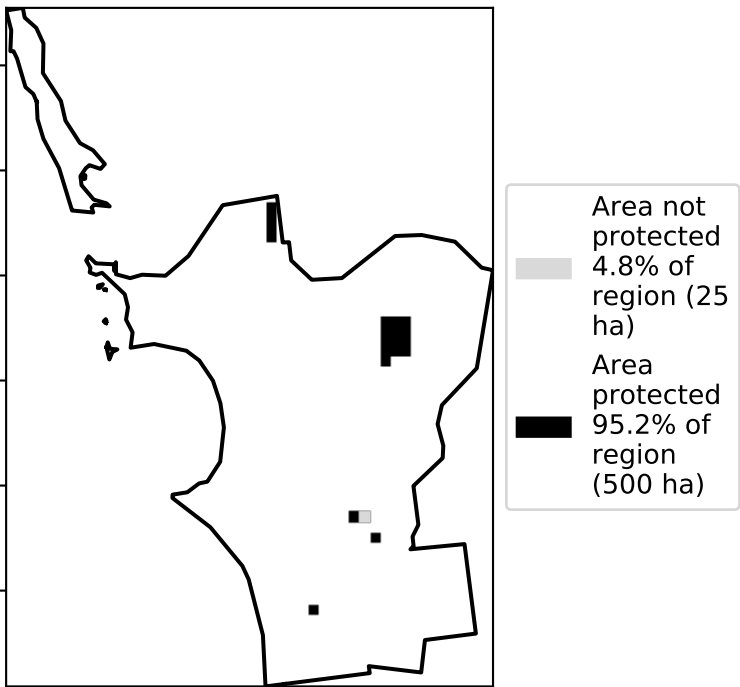 Area not
protected
4.8% of
region (25
ha)
Area
protected
95.2% of
region
(500 ha)